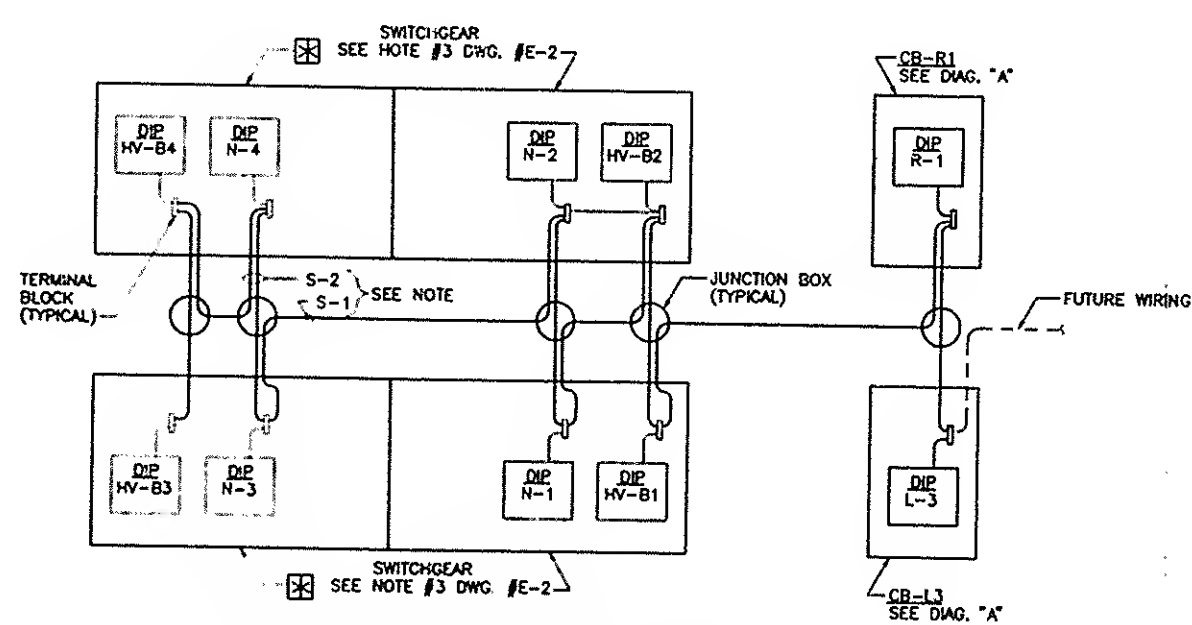 SWITCHGEAR
SEE HOTE #3 DWG. #E-2
CB-R1
SEE DIAG. "A"
DIP
HV-B4
DIP
N-4
DIP
N-2
DIP
HV-B2
DIP
R-1
TERMINAL
BLOCK
(TYPICAL)
S-2
S-1
SEE NOTE
JUNCTION BOX
(TYPICAL)
FUTURE WIRING
DIP
HV-B3
DIP
N-3
DIP
N-1
DIP
HV-B1
DIP
L-3
SWITCHGEAR
SEE NOTE #3 DWG. #E-2
CB-L3
SEE DIAG. "A"